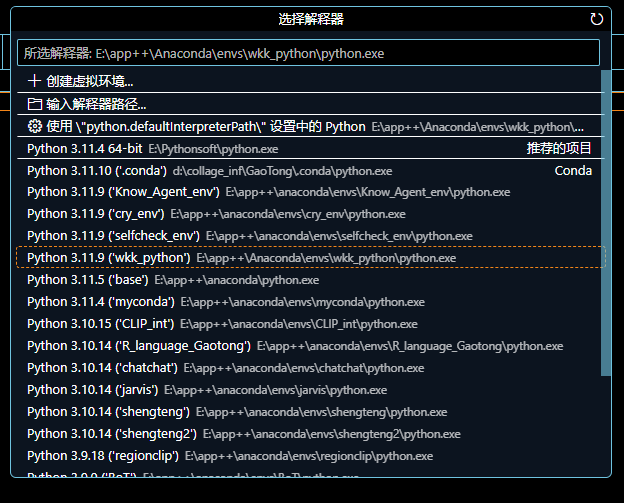 选择解释器
所选解释器: E:\app++\Anaconda\envs\wkk_python\python.exe
创建虚拟环境...
输入解释器路径...
使用 \"python.defaultInterpreterPath\" 设置中的 Python E:\app++\Anaconda\envs\wkk_python\...
Python 3.11.4 64-bit E:\Pythonsoft\python.exe 推荐的项目
Python 3.11.10 ('.conda') d:\collage_inf\GaoTong\.conda\python.exe Conda
Python 3.11.9 ('Know_Agent_env') E:\app++\anaconda\envs\Know_Agent_env\python.exe
Python 3.11.9 ('cry_env') E:\app++\anaconda\envs\cry_env\python.exe
Python 3.11.9 ('selfcheck_env') E:\app++\anaconda\envs\selfcheck_env\python.exe
Python 3.11.9 ('wkk_python') E:\app++\Anaconda\envs\wkk_python\python.exe
Python 3.11.5 ('base') E:\app++\anaconda\python.exe
Python 3.11.4 ('myconda') E:\app++\anaconda\envs\myconda\python.exe
Python 3.10.15 ('CLIP_int') E:\app++\anaconda\envs\CLIP_int\python.exe
Python 3.10.14 ('R_language_Gaotong') E:\app++\anaconda\envs\R_language_Gaotong\python.exe
Python 3.10.14 ('chatchat') E:\app++\anaconda\envs\chatchat\python.exe
Python 3.10.14 ('jarvis') E:\app++\anaconda\envs\jarvis\python.exe
Python 3.10.14 ('shengteng') E:\app++\anaconda\envs\shengteng\python.exe
Python 3.10.14 ('shengteng2') E:\app++\anaconda\envs\shengteng2\python.exe
Python 3.9.18 ('regionclip') E:\app++\anaconda\envs\regionclip\python.exe